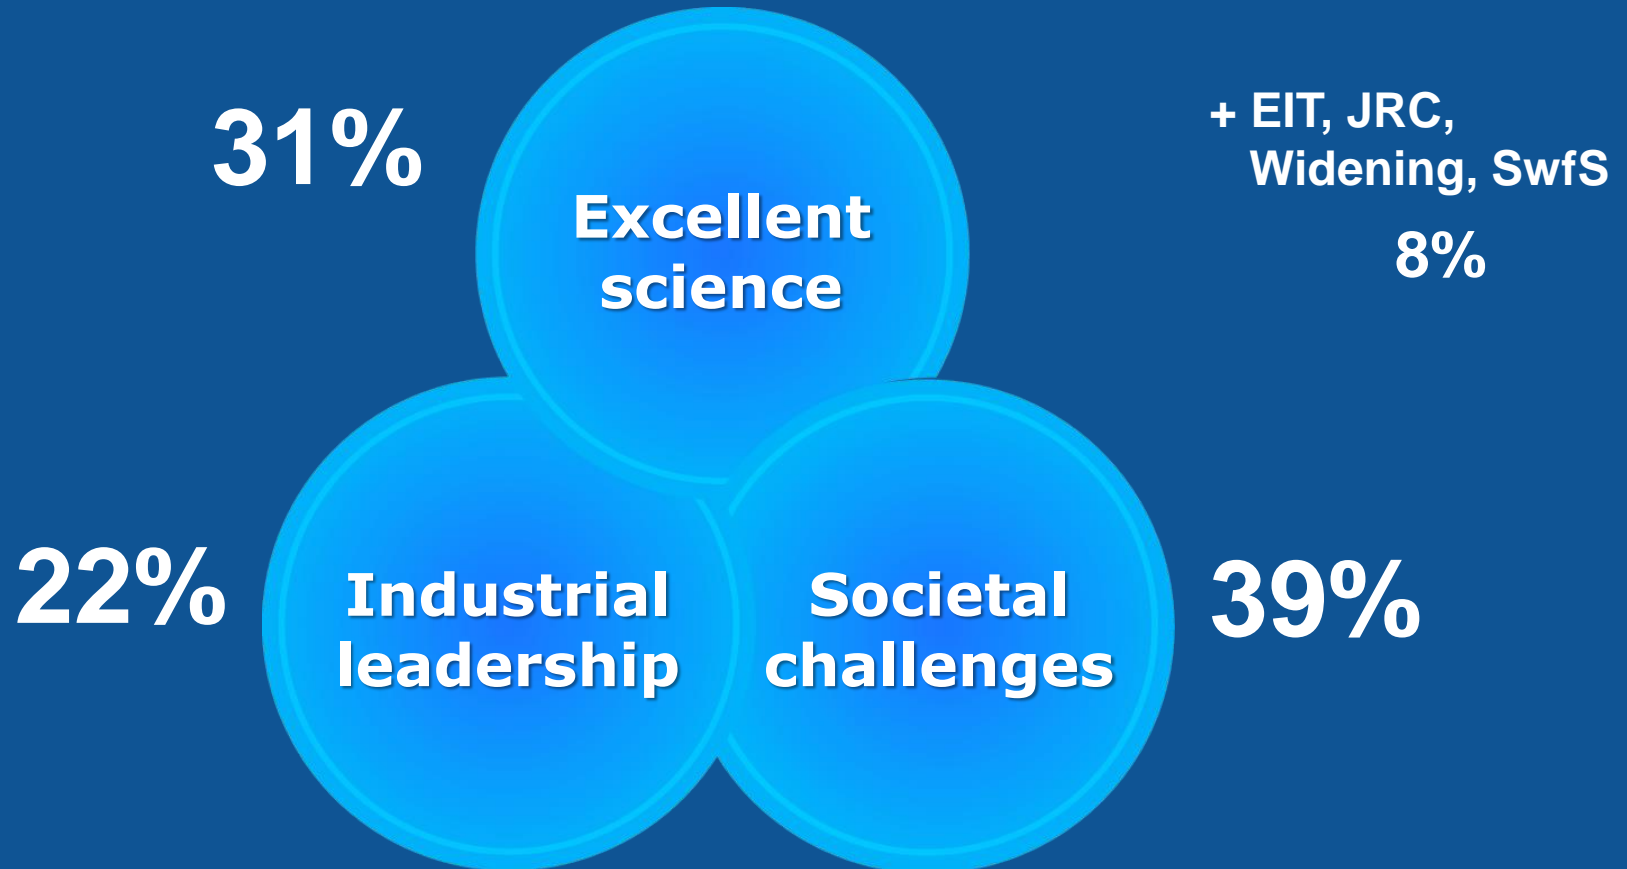 31%
Excellent
science
+ EIT, JRC,
Widening, SwfS
8%
22%
Industrial
leadership
Societal
challenges
39%